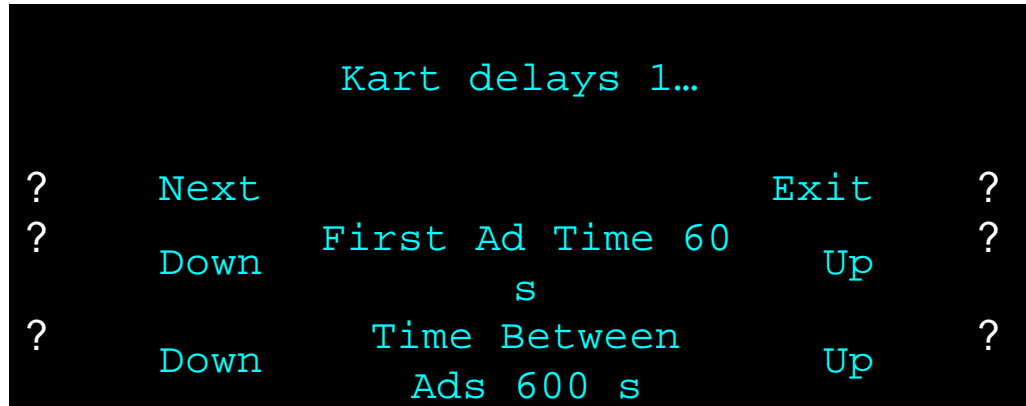 Kart delays 1…
? Next Exit ?
? Down First Ad Time 60 s Up ?
? Down Time Between Ads 600 s Up ?